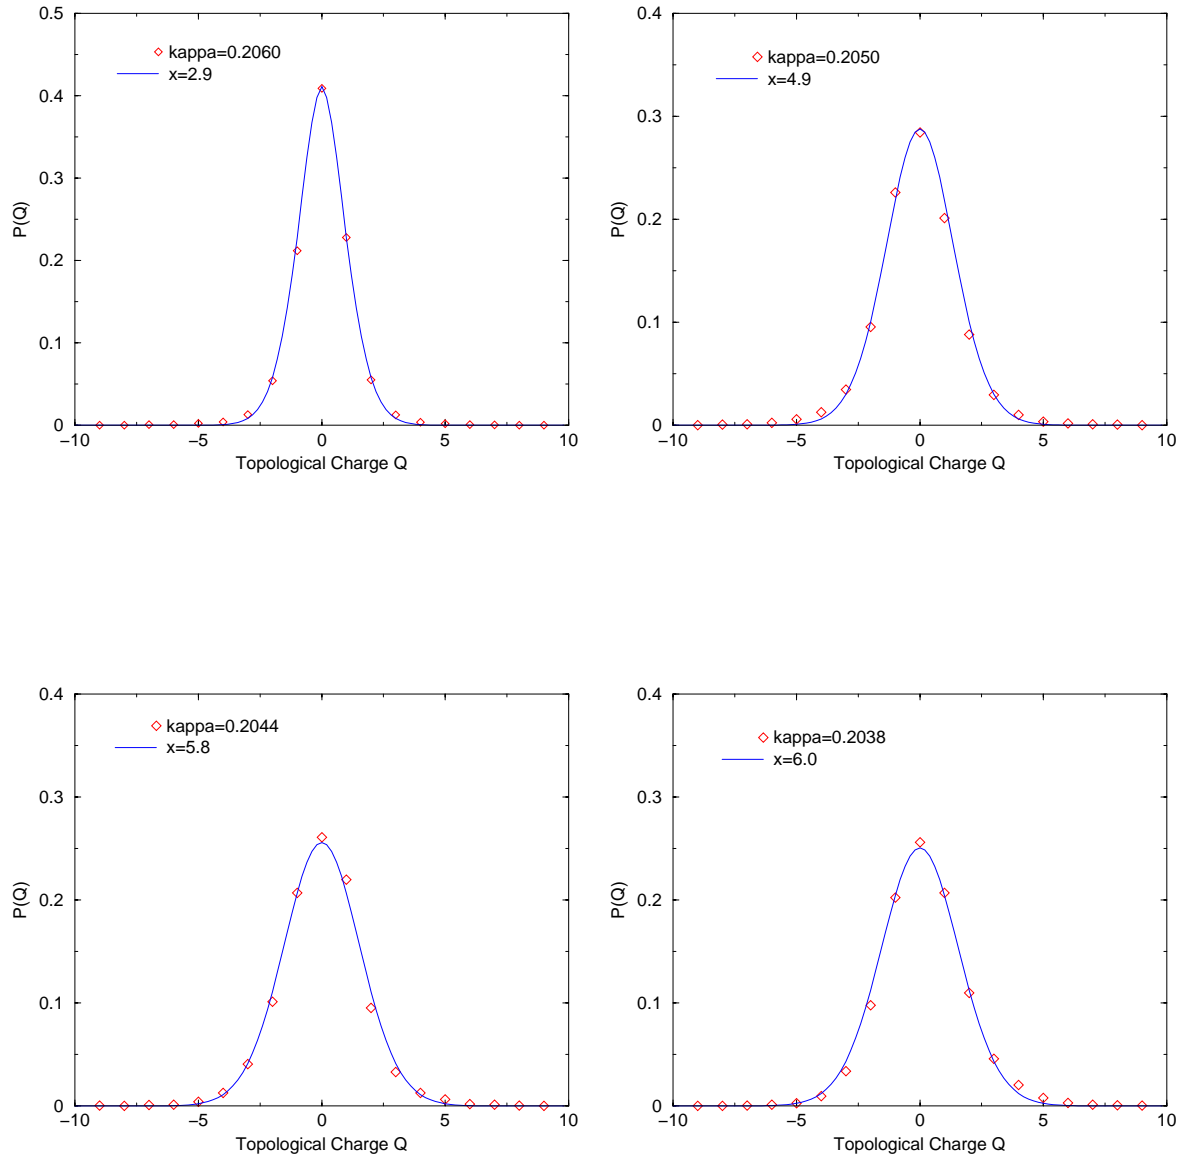 0.5
0.4
0.3
0.2
0.1
0
P(Q)
kappa=0.2060
x=2.9
−10 −5 0 5 10
Topological Charge Q
0.4
0.3
0.2
0.1
0
P(Q)
kappa=0.2050
x=4.9
−10 −5 0 5 10
Topological Charge Q
0.4
0.3
0.2
0.1
0
P(Q)
kappa=0.2044
x=5.8
−10 −5 0 5 10
Topological Charge Q
0.4
0.3
0.2
0.1
0
P(Q)
kappa=0.2038
x=6.0
−10 −5 0 5 10
Topological Charge Q